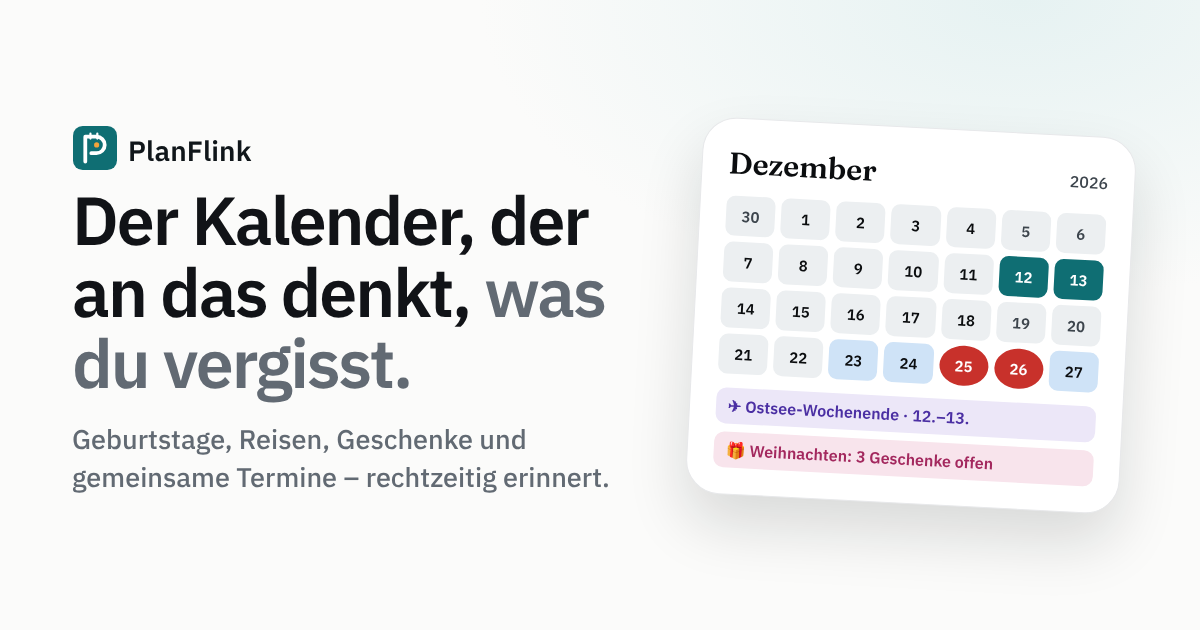 PlanFlink
Der Kalender, der
an das denkt, was
du vergisst.
Geburtstage, Reisen, Geschenke und
gemeinsame Termine – rechtzeitig erinnert.
Dezember 2026
30 1 2 3 4 5 6
7 8 9 10 11 12 13
14 15 16 17 18 19 20
21 22 23 24 25 26 27
✈ Ostsee-Wochenende · 12.–13.
🎁 Weihnachten: 3 Geschenke offen